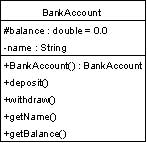 BankAccount
#balance : double = 0.0
-name : String
+BankAccount() : BankAccount
+deposit()
+withdraw()
+getName()
+getBalance()